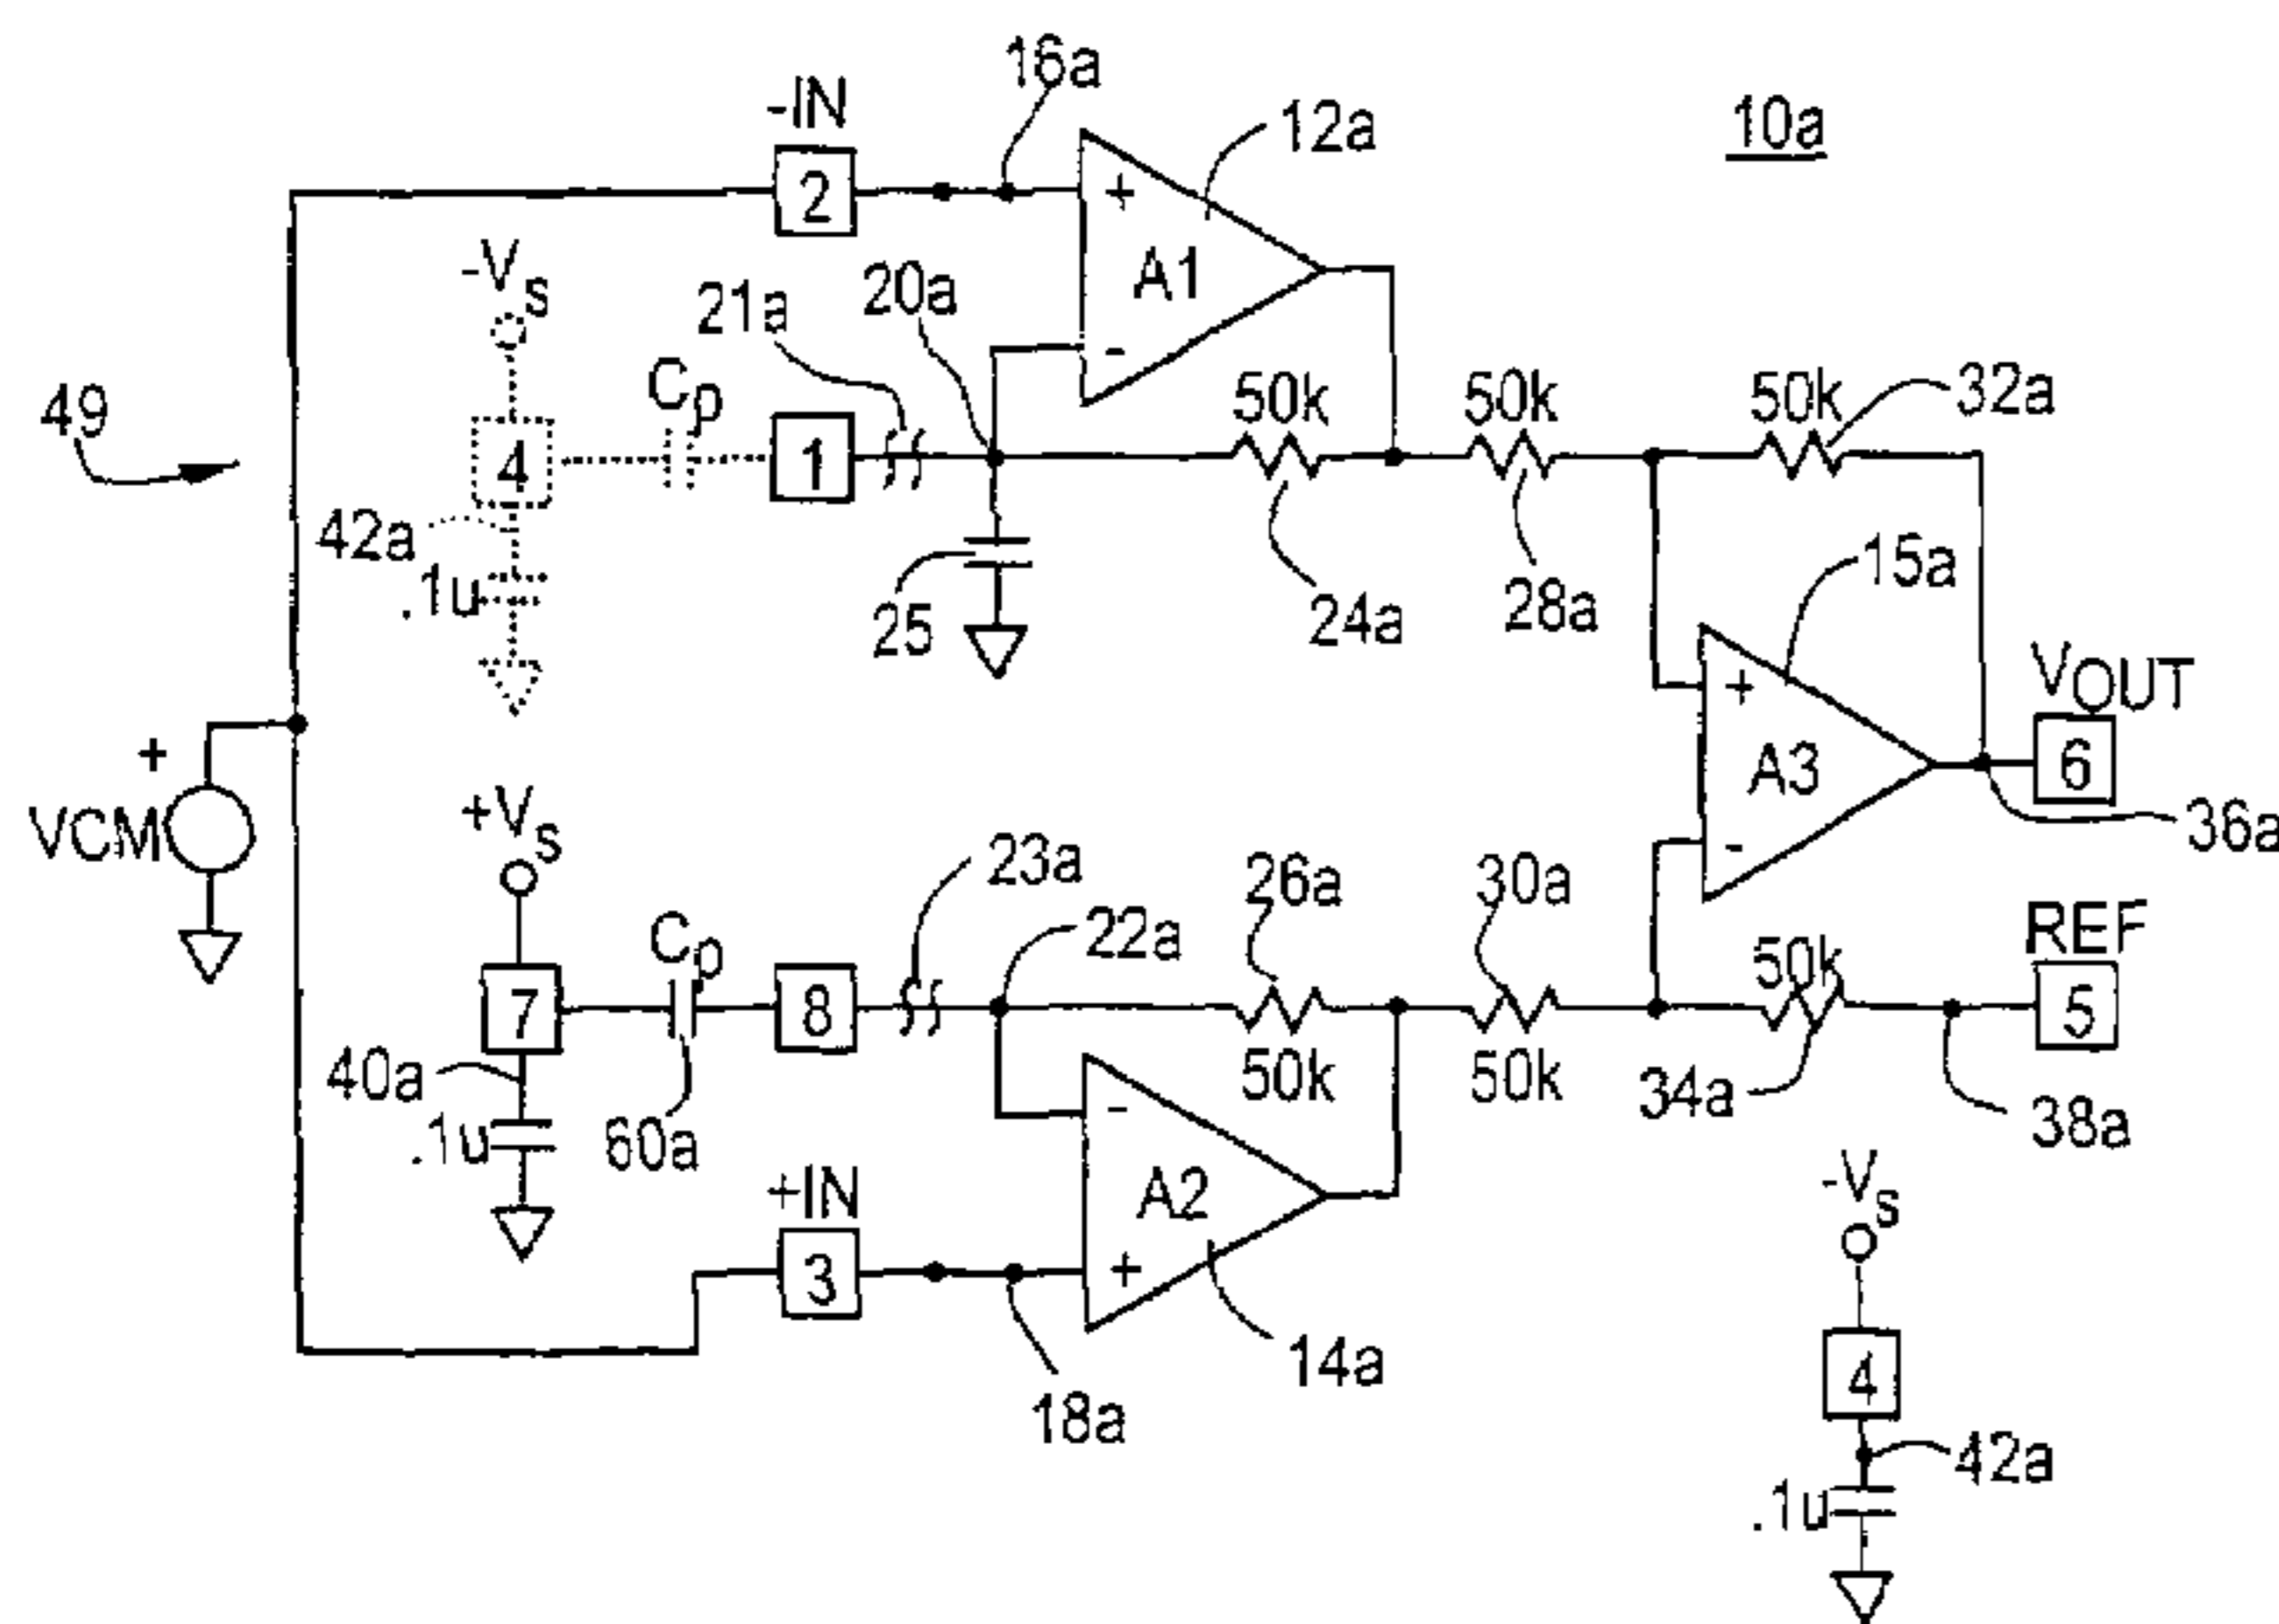 16a
-IN
12a
10a
2
+
A1
-
-Vs
21a
20a
49
Cp
50k
50k
50k
32a
4
1
42a
.1u
25
24a
28a
15a
VOUT
+
A3
-
6
36a
+
VCM
+Vs
23a
26a
30a
REF
Cp
22a
50k
7
8
5
40a
50k
50k
34a
38a
.1u
60a
-
A2
+
+IN
3
14a
18a
-Vs
4
42a
.1u